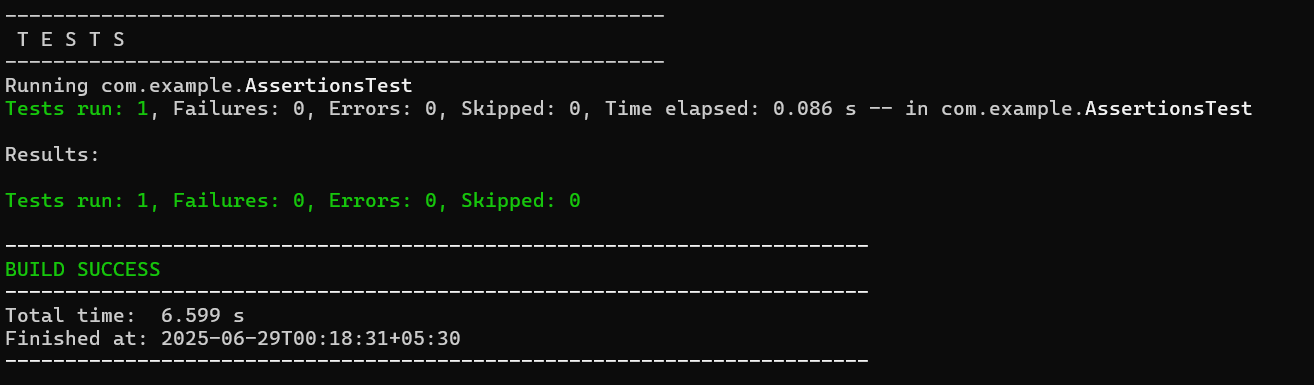 -------------------------------------------------------
 T E S T S
-------------------------------------------------------
Running com.example.AssertionsTest
Tests run: 1, Failures: 0, Errors: 0, Skipped: 0, Time elapsed: 0.086 s -- in com.example.AssertionsTest
Results:
Tests run: 1, Failures: 0, Errors: 0, Skipped: 0
------------------------------------------------------------------------
BUILD SUCCESS
------------------------------------------------------------------------
Total time:  6.599 s
Finished at: 2025-06-29T00:18:31+05:30
------------------------------------------------------------------------